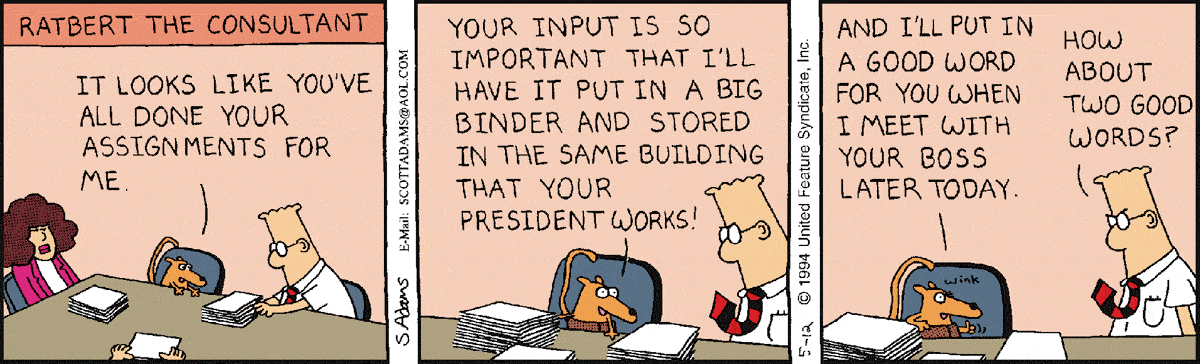 RATBERT THE CONSULTANT
IT LOOKS LIKE YOU'VE
ALL DONE YOUR
ASSIGNMENTS FOR
ME.
S. Adams
E-Mail: SCOTTADAMS@AOL.COM
YOUR INPUT IS SO
IMPORTANT THAT I'LL
HAVE IT PUT IN A BIG
BINDER AND STORED
IN THE SAME BUILDING
THAT YOUR
PRESIDENT WORKS!
5-12
© 1994 United Feature Syndicate, Inc.
AND I'LL PUT IN
A GOOD WORD
FOR YOU WHEN
I MEET WITH
YOUR BOSS
LATER TODAY.
HOW
ABOUT
TWO GOOD
WORDS?
wink